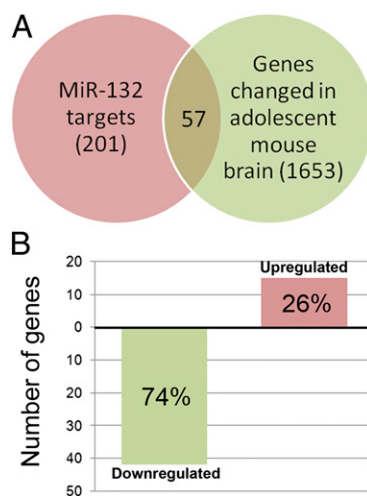 A
MiR-132
targets
(201)
57
Genes
changed in
adolescent
mouse
brain (1653)
B
Number of genes
20
10
0
10
20
30
40
50
Upregulated
26%
74%
Downregulated